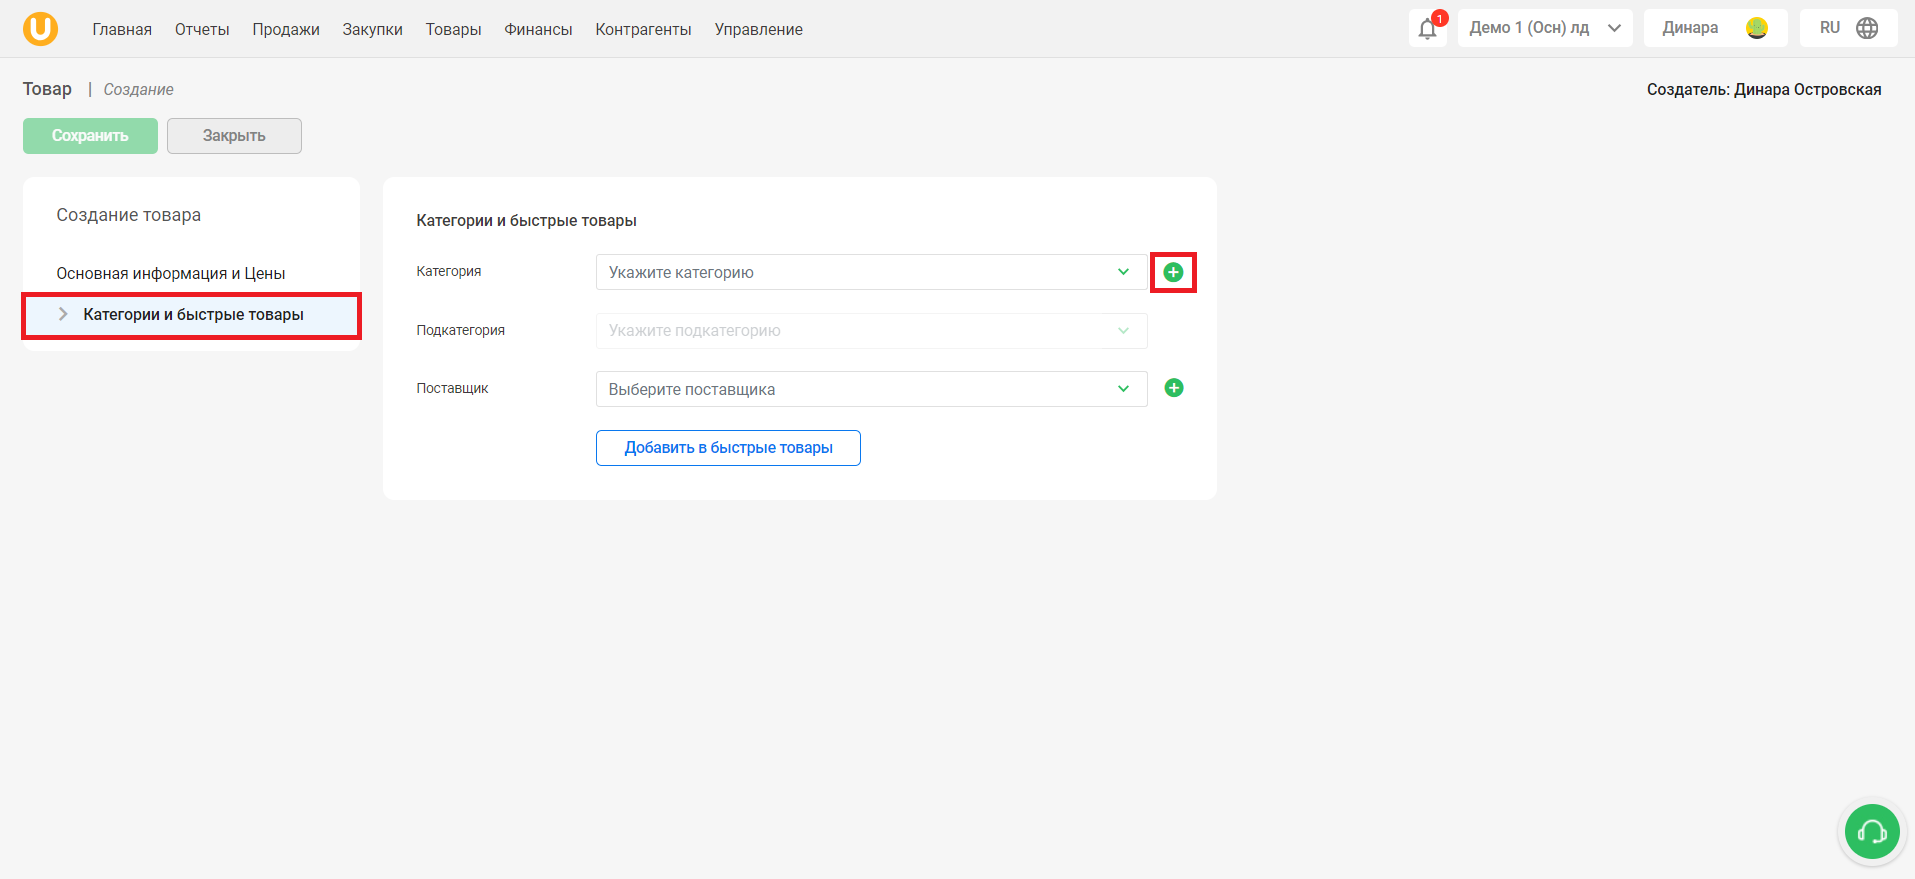 U Главная Отчеты Продажи Закупки Товары Финансы Контрагенты Управление 1 Демо 1 (Осн) лд Динара RU
Товар | Создание Создатель: Динара Островская
Сохранить Закрыть
Создание товара
Основная информация и Цены
Категории и быстрые товары
Категории и быстрые товары
Категория Укажите категорию
Подкатегория Укажите подкатегорию
Поставщик Выберите поставщика
Добавить в быстрые товары